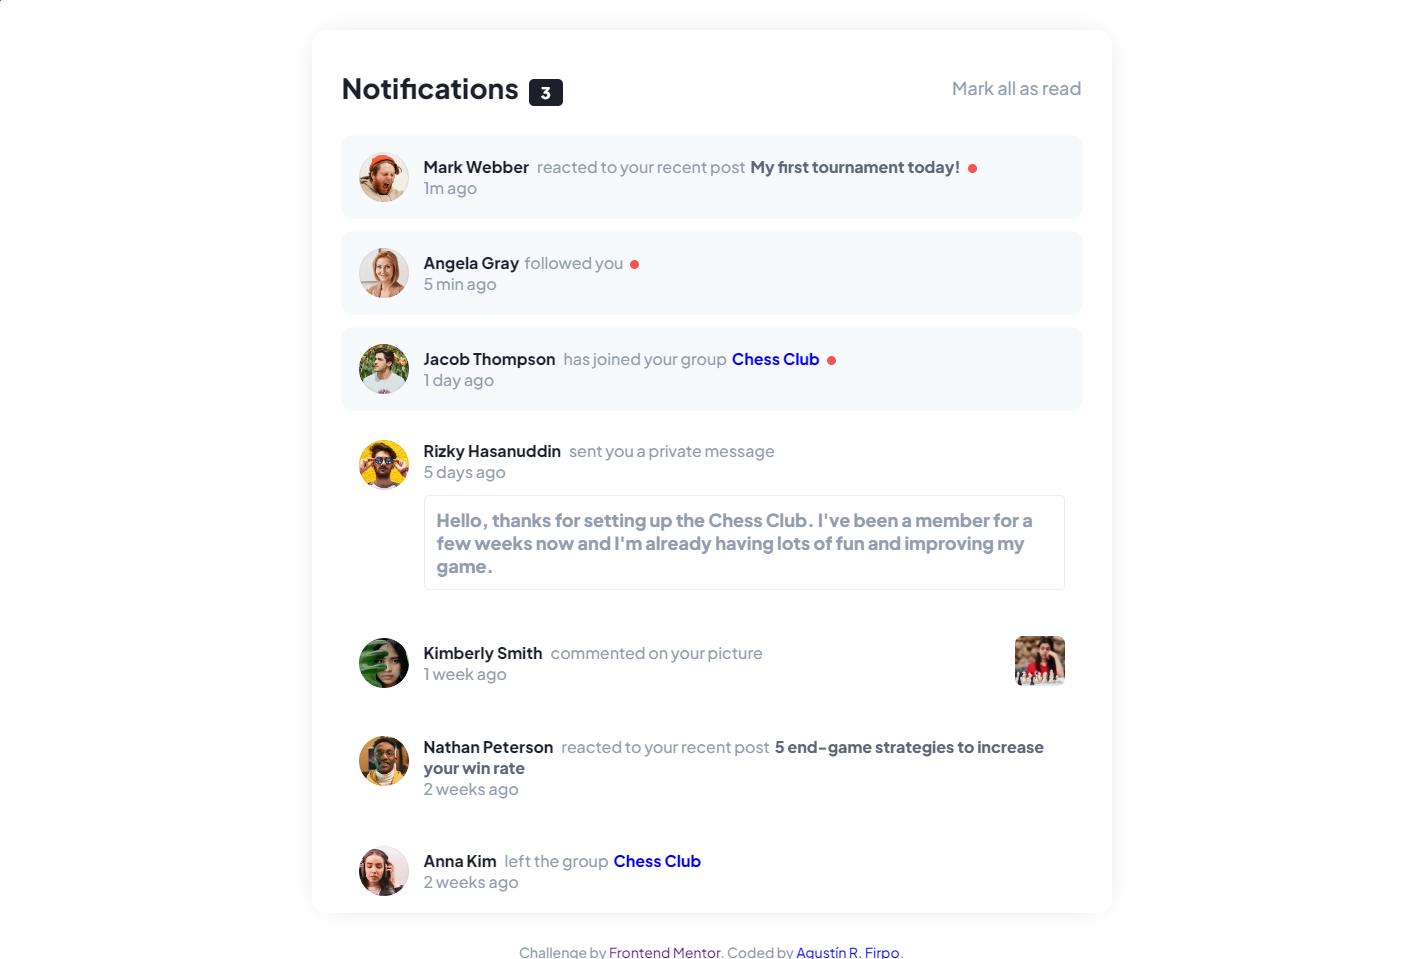 Notifications 3
Mark all as read
Mark Webber reacted to your recent post My first tournament today!
1m ago
Angela Gray followed you
5 min ago
Jacob Thompson has joined your group Chess Club
1 day ago
Rizky Hasanuddin sent you a private message
5 days ago
Hello, thanks for setting up the Chess Club. I've been a member for a
few weeks now and I'm already having lots of fun and improving my
game.
Kimberly Smith commented on your picture
1 week ago
Nathan Peterson reacted to your recent post 5 end-game strategies to increase
your win rate
2 weeks ago
Anna Kim left the group Chess Club
2 weeks ago
Challenge by Frontend Mentor. Coded by Agustín R. Firpo.